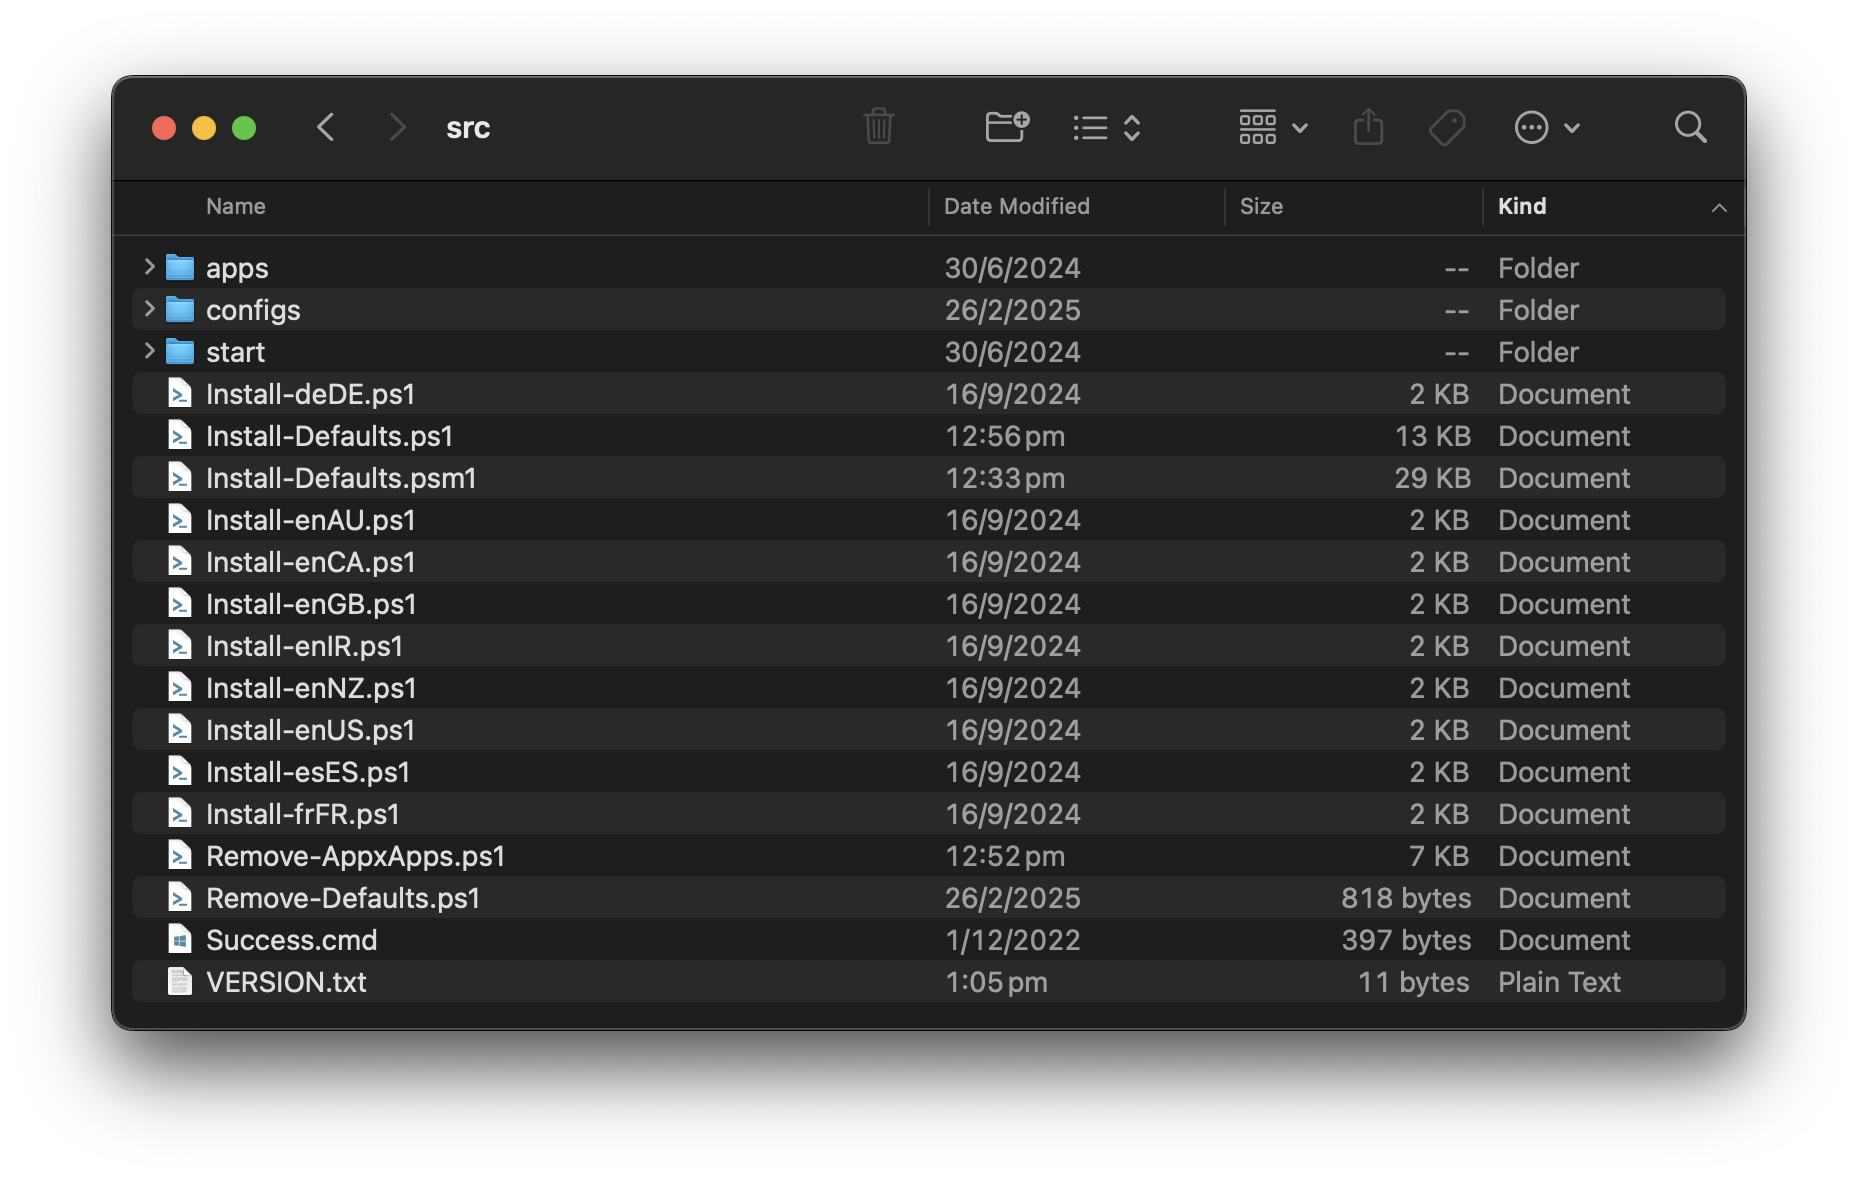 src
Name Date Modified Size Kind
apps 30/6/2024 -- Folder
configs 26/2/2025 -- Folder
start 30/6/2024 -- Folder
Install-deDE.ps1 16/9/2024 2 KB Document
Install-Defaults.ps1 12:56 pm 13 KB Document
Install-Defaults.psm1 12:33 pm 29 KB Document
Install-enAU.ps1 16/9/2024 2 KB Document
Install-enCA.ps1 16/9/2024 2 KB Document
Install-enGB.ps1 16/9/2024 2 KB Document
Install-enIR.ps1 16/9/2024 2 KB Document
Install-enNZ.ps1 16/9/2024 2 KB Document
Install-enUS.ps1 16/9/2024 2 KB Document
Install-esES.ps1 16/9/2024 2 KB Document
Install-frFR.ps1 16/9/2024 2 KB Document
Remove-AppxApps.ps1 12:52 pm 7 KB Document
Remove-Defaults.ps1 26/2/2025 818 bytes Document
Success.cmd 1/12/2022 397 bytes Document
VERSION.txt 1:05 pm 11 bytes Plain Text